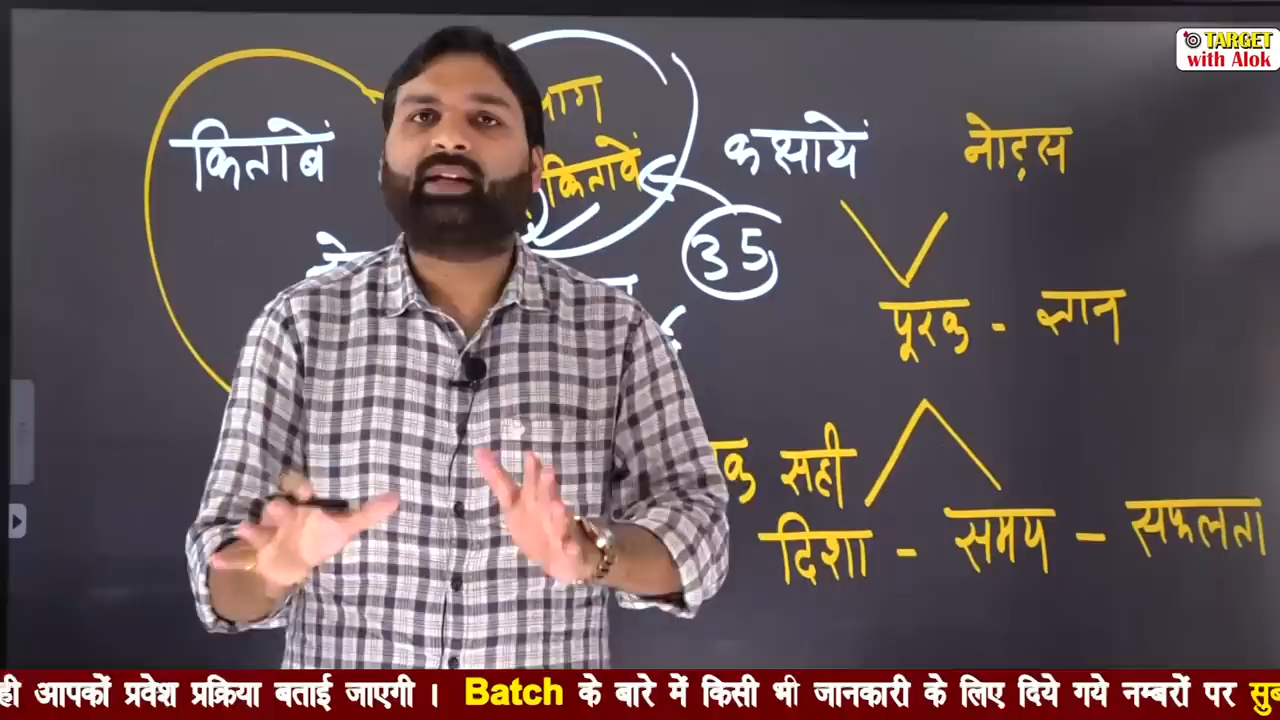 TARGET
with Alok
किताबें
किताबें
कक्षायें
नोट्स
35
पूरक - ज्ञान
सही
दिशा - समय - सफलता
ही आपकों प्रवेश प्रक्रिया बताई जाएगी । Batch के बारे में किसी भी जानकारी के लिए दिये गये नम्बरों पर